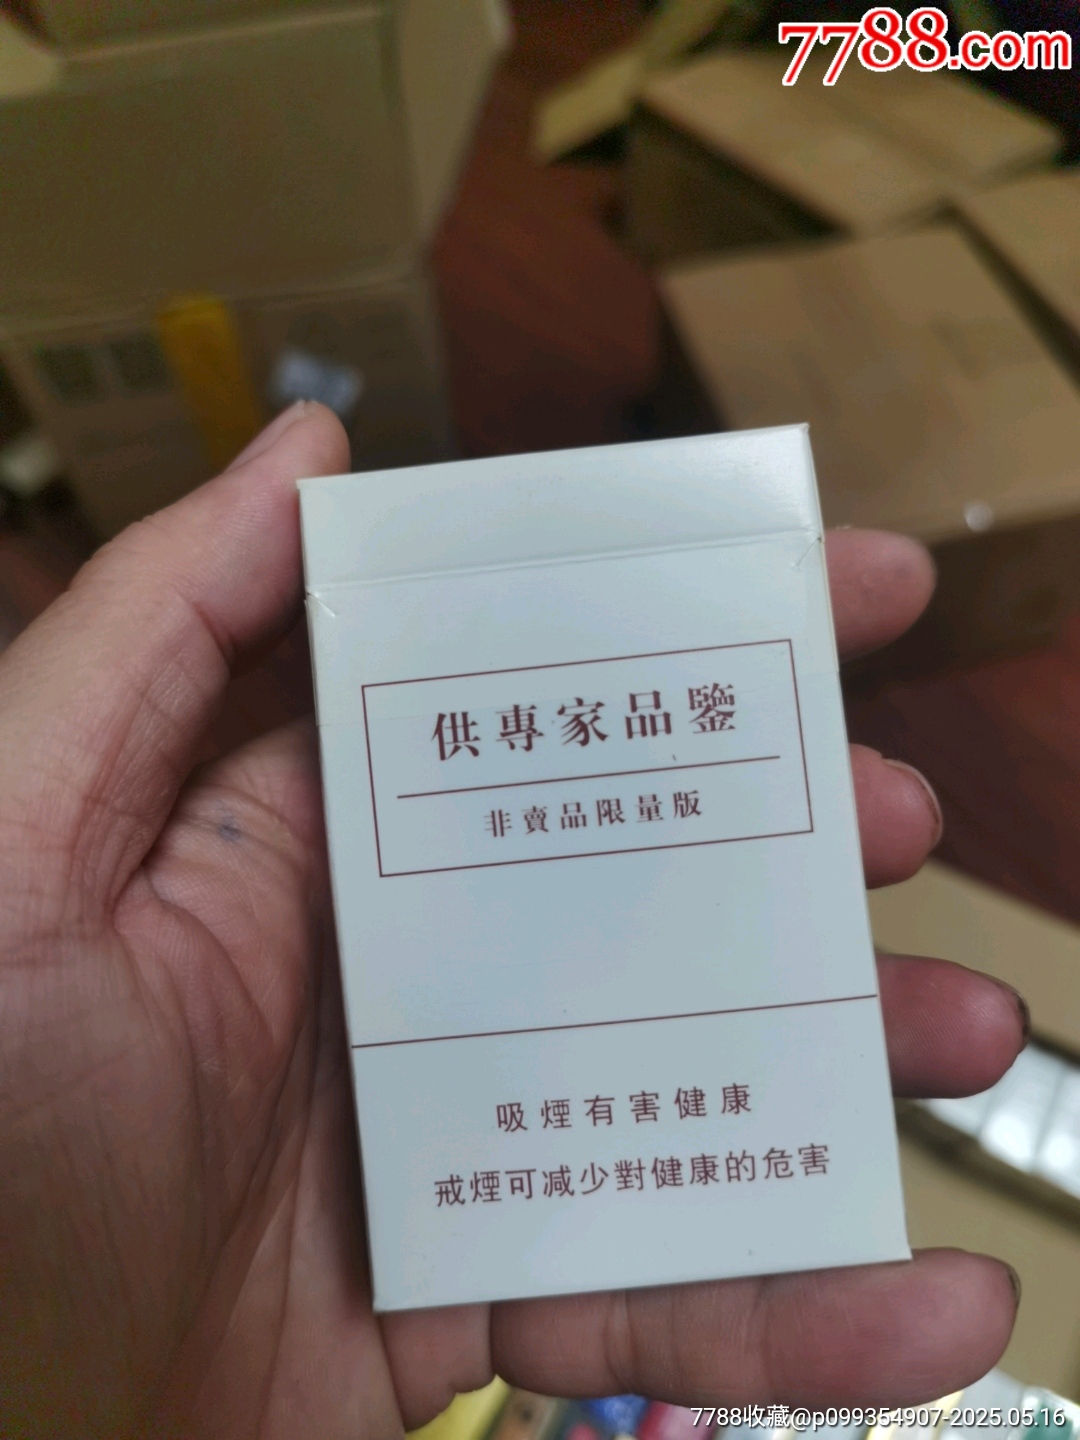 7788.com
供專家品鑒
非賣品限量版
吸煙有害健康
戒煙可減少對健康的危害
7788收藏@p099354907-2025.05.16